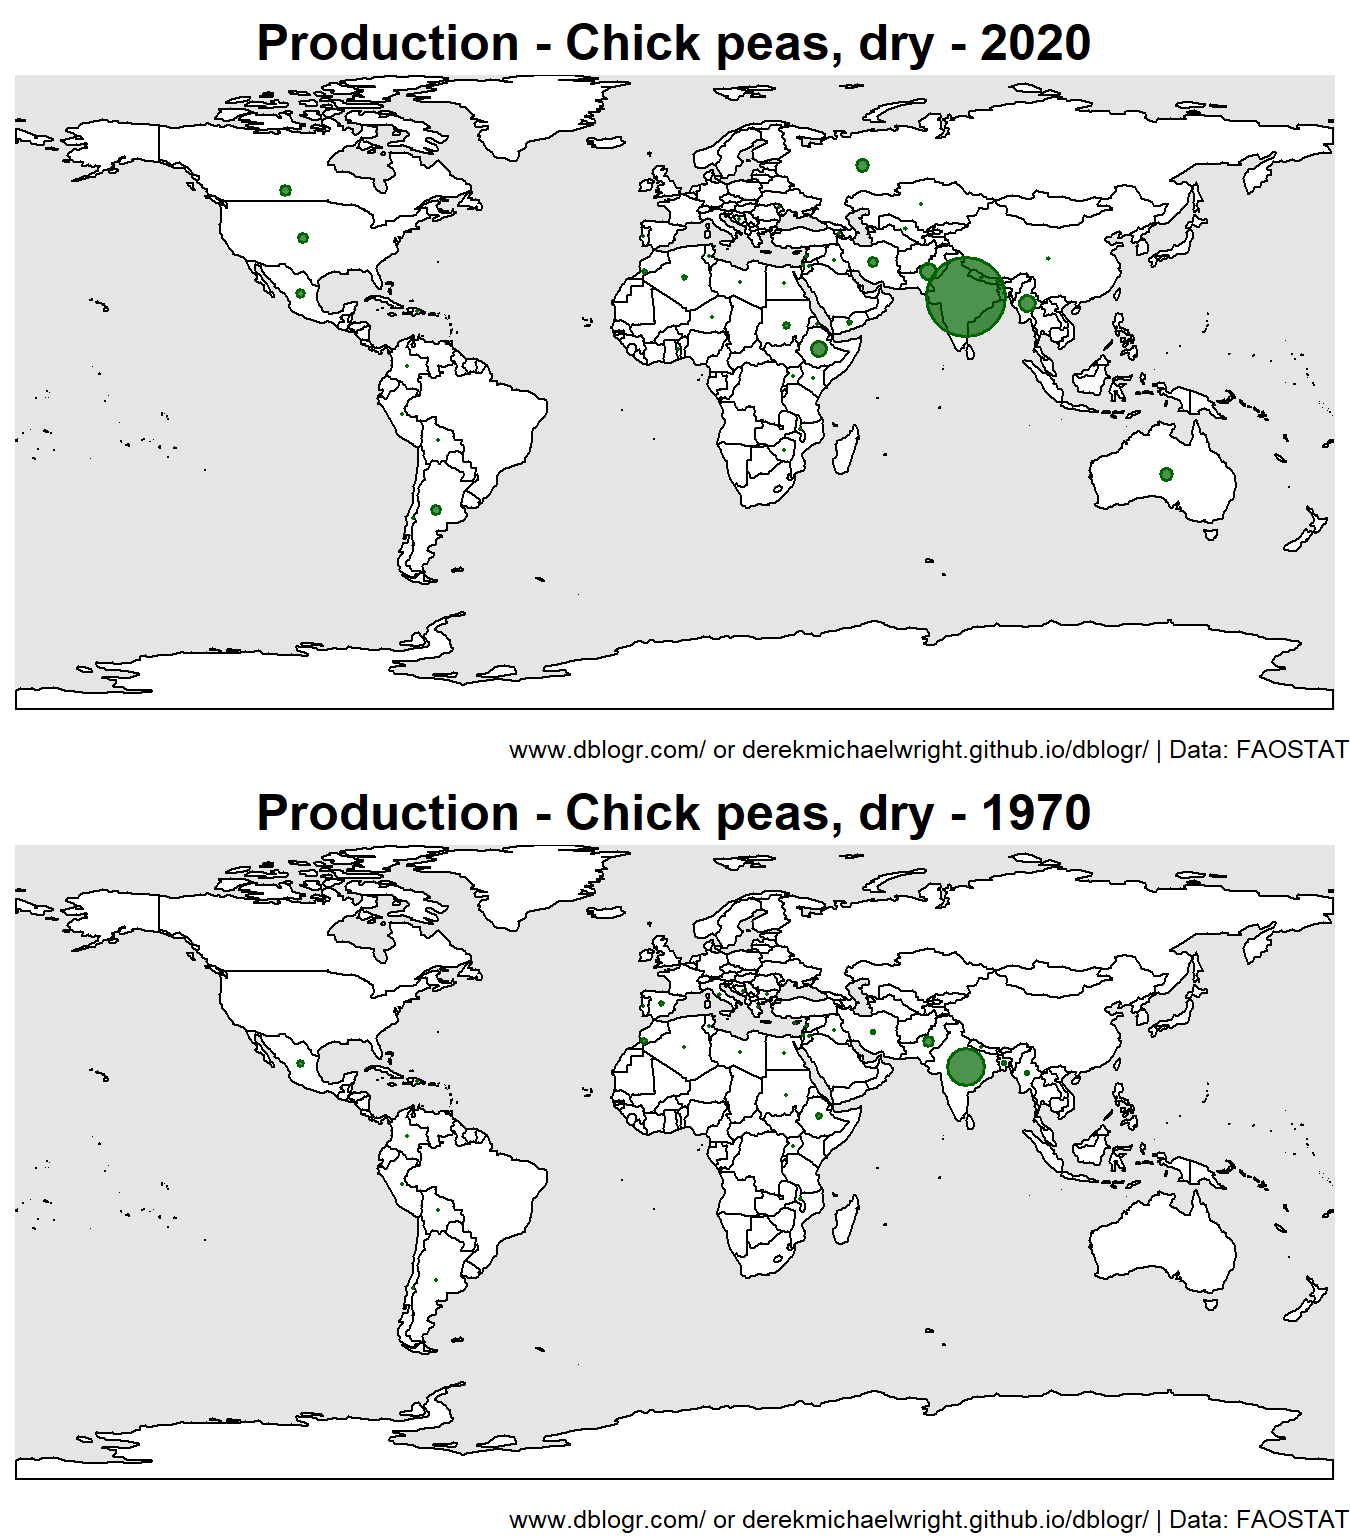 Production - Chick peas, dry - 2020
www.dblogr.com/ or derekmichaelwright.github.io/dblogr/ | Data: FAOSTAT
Production - Chick peas, dry - 1970
www.dblogr.com/ or derekmichaelwright.github.io/dblogr/ | Data: FAOSTAT